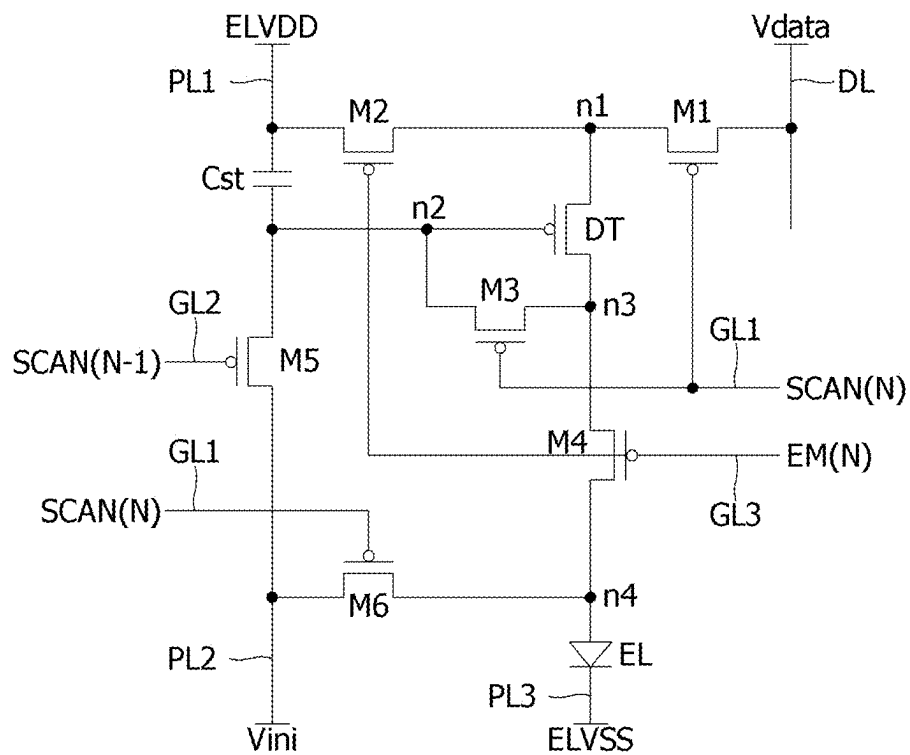 ELVDD
Vdata
PL1
DL
M2
n1
M1
Cst
n2
DT
M3
n3
GL2
GL1
SCAN(N-1)
M5
SCAN(N)
M4
GL1
EM(N)
SCAN(N)
GL3
M6
n4
PL2
EL
PL3
Vini
ELVSS